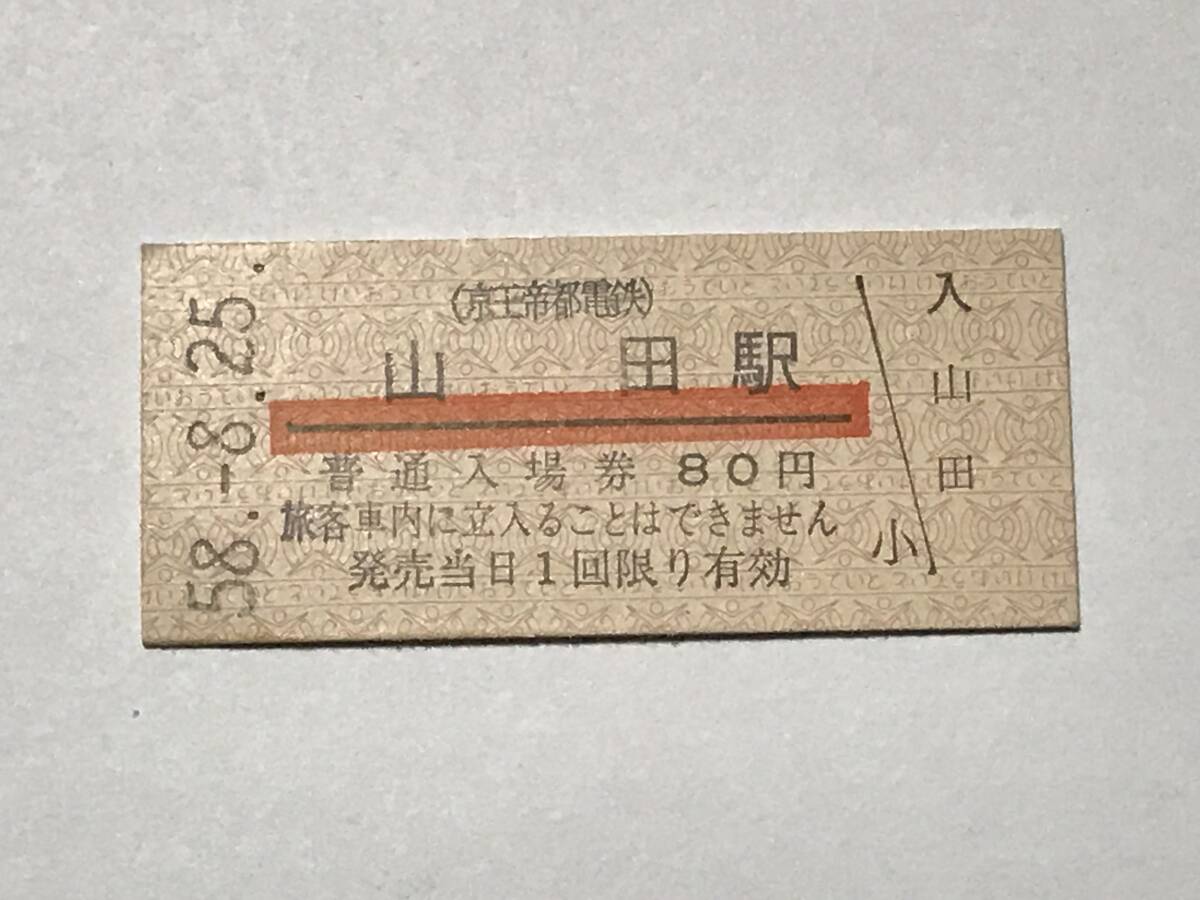 58.-8.25.
(京王帝都電鉄)
山田駅
普通入場券 80円
旅客車内に立入ることはできません
発売当日1回限り有効
入山田
小